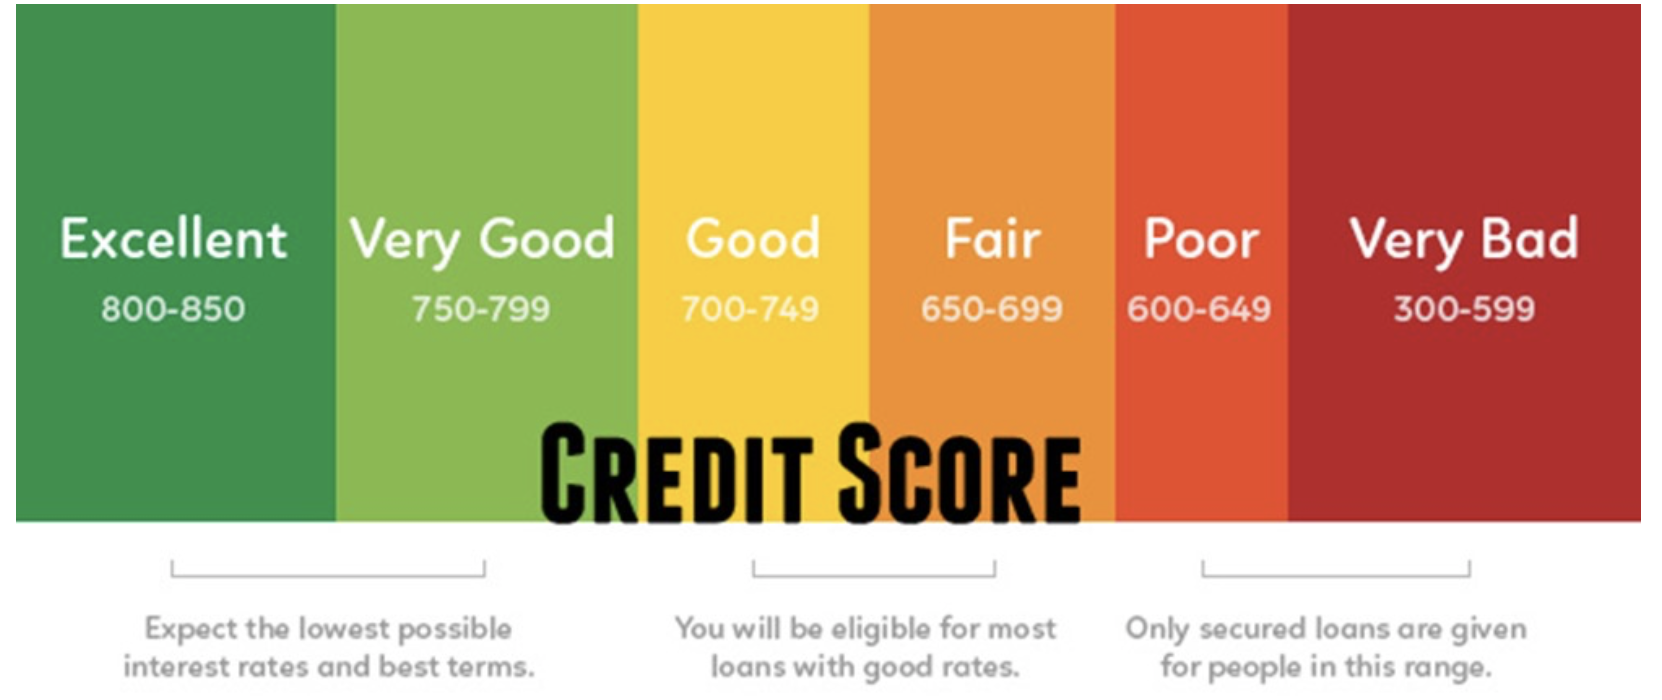 Excellent
800-850
Very Good
750-799
Good
700-749
Fair
650-699
Poor
600-649
Very Bad
300-599
CREDIT SCORE
Expect the lowest possible
interest rates and best terms.
You will be eligible for most
loans with good rates.
Only secured loans are given
for people in this range.